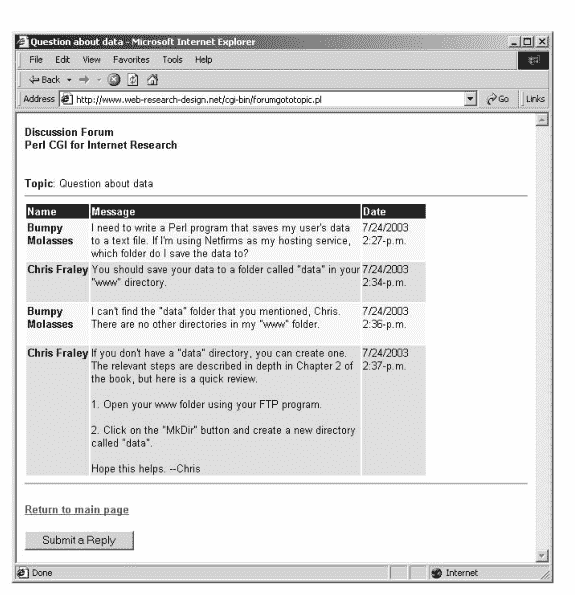 Question about data - Microsoft Internet Explorer
File Edit View Favorites Tools Help
Back
Address http://www.web-research-design.net/cgi-bin/forumgototopic.pl Go Links
Discussion Forum
Perl CGI for Internet Research
Topic: Question about data
Name Message Date
Bumpy I need to write a Perl program that saves my user's data 7/24/2003
Molasses to a text file. If I'm using Netfirms as my hosting service, 2:27-p.m.
which folder do I save the data to?
Chris Fraley You should save your data to a folder called "data" in your 7/24/2003
"www" directory. 2:34-p.m.
Bumpy I can't find the "data" folder that you mentioned, Chris. 7/24/2003
Molasses There are no other directories in my "www" folder. 2:36-p.m.
Chris Fraley If you don't have a "data" directory, you can create one. 7/24/2003
The relevant steps are described in depth in Chapter 2 of 2:37-p.m.
the book, but here is a quick review.
1. Open your www folder using your FTP program.
2. Click on the "MkDir" button and create a new directory
called "data".
Hope this helps. --Chris
Return to main page
Submit a Reply
Done Internet